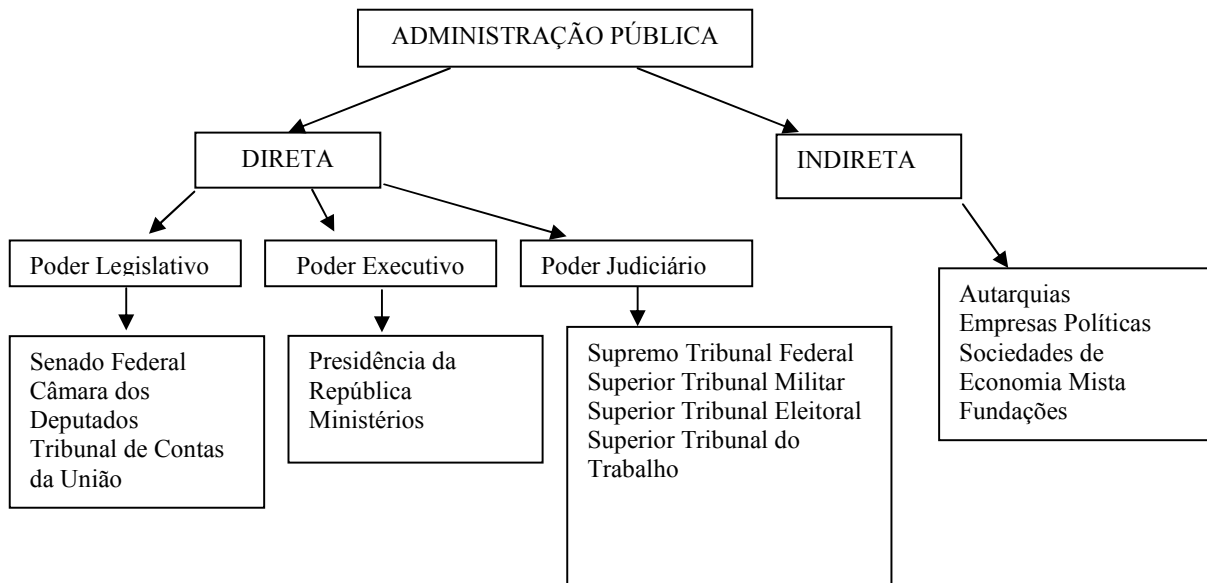 ADMINISTRAÇÃO PÚBLICA
DIRETA
INDIRETA
Poder Legislativo
Poder Executivo
Poder Judiciário
Senado Federal
Câmara dos
Deputados
Tribunal de Contas
da União
Presidência da
República
Ministérios
Supremo Tribunal Federal
Superior Tribunal Militar
Superior Tribunal Eleitoral
Superior Tribunal do
Trabalho
Autarquias
Empresas Políticas
Sociedades de
Economia Mista
Fundações